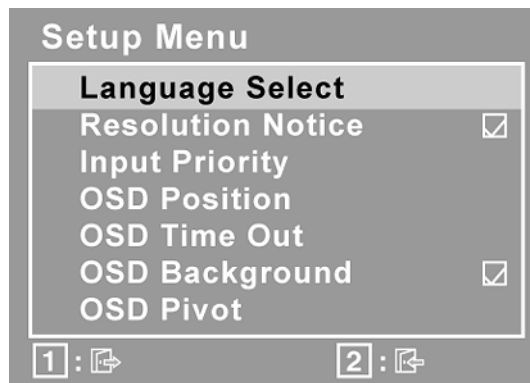 Setup Menu
Language Select
Resolution Notice
Input Priority
OSD Position
OSD Time Out
OSD Background
OSD Pivot
1 : 2 :